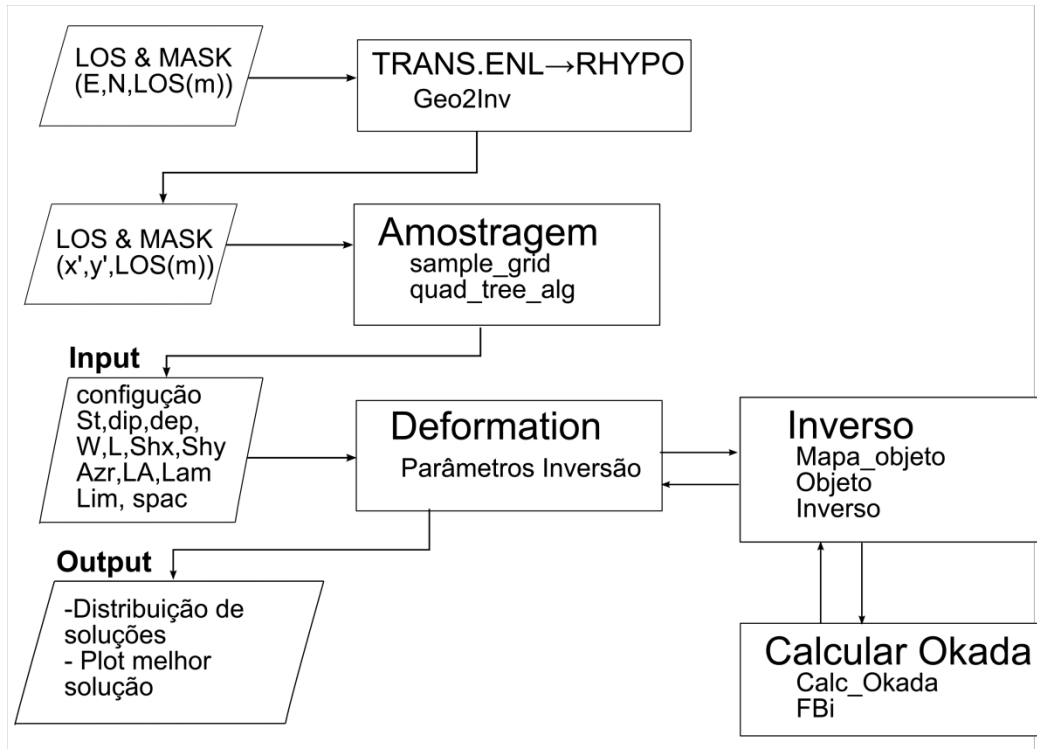 LOS & MASK
(E,N,LOS(m))
TRANS.ENL→RHYPO
Geo2Inv
LOS & MASK
(x',y',LOS(m))
Amostragem
sample_grid
quad_tree_alg
Input
configução
St,dip,dep,
W,L,Shx,Shy
Azr,LA,Lam
Lim, spac
Deformation
Parâmetros Inversão
Inverso
Mapa_objeto
Objeto
Inverso
Output
-Distribuição de
soluções
- Plot melhor
solução
Calcular Okada
Calc_Okada
FBi